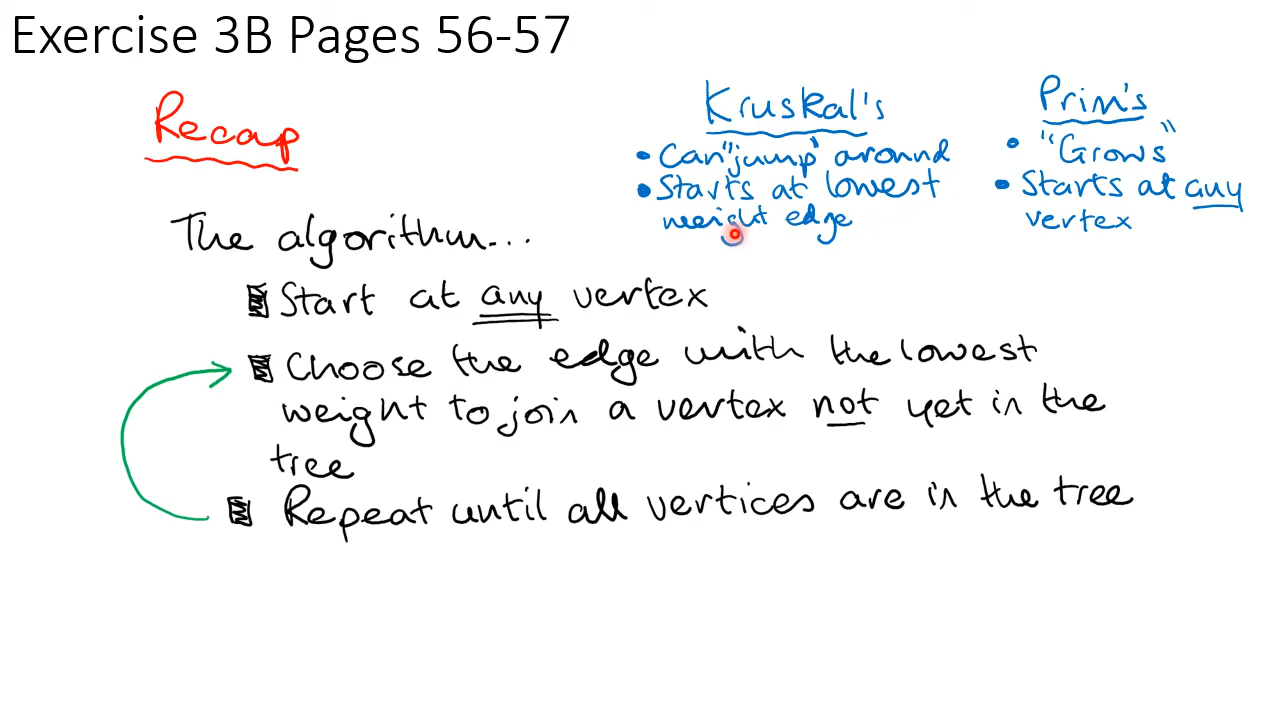 Exercise 3B Pages 56-57
Recap
Kruskal's
• Can "jump" around
• Starts at lowest
weight edge
Prim's
• "Grows"
• Starts at any
vertex
The algorithm...
Start at any vertex
Choose the edge with the lowest
weight to join a vertex not yet in the
tree
Repeat until all vertices are in the tree